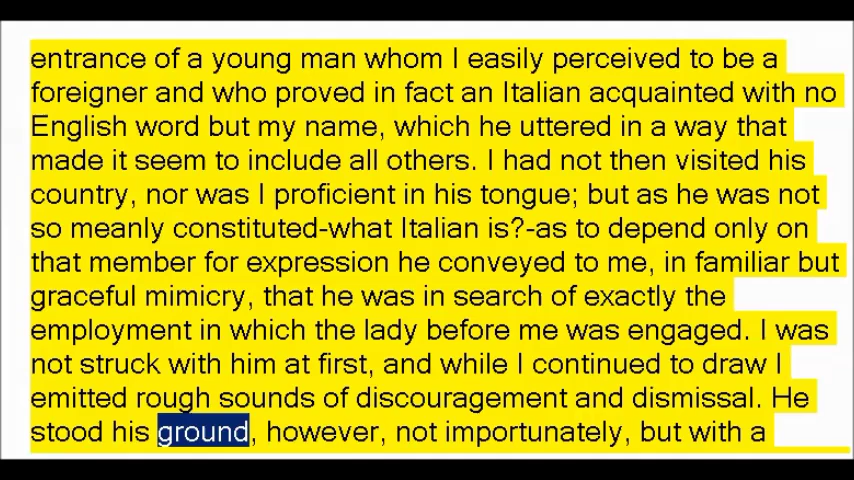 entrance of a young man whom I easily perceived to be a
foreigner and who proved in fact an Italian acquainted with no
English word but my name, which he uttered in a way that
made it seem to include all others. I had not then visited his
country, nor was I proficient in his tongue; but as he was not
so meanly constituted-what Italian is?-as to depend only on
that member for expression he conveyed to me, in familiar but
graceful mimicry, that he was in search of exactly the
employment in which the lady before me was engaged. I was
not struck with him at first, and while I continued to draw I
emitted rough sounds of discouragement and dismissal. He
stood his ground, however, not importunately, but with a